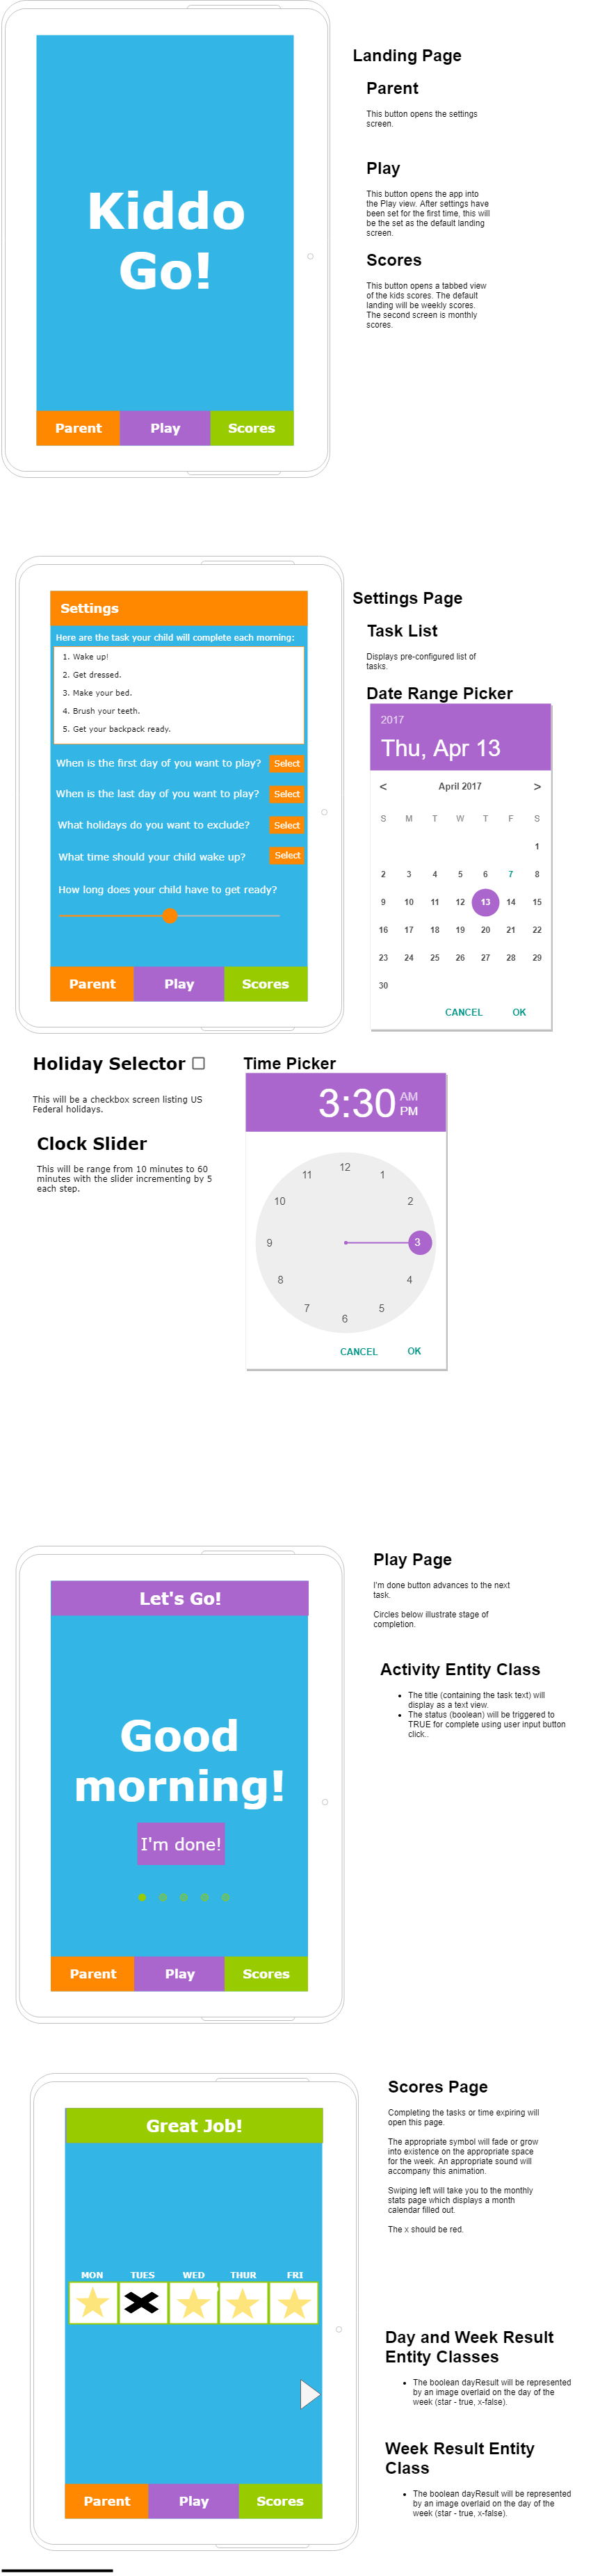 Kiddo
Go!
Parent Play Scores
Landing Page
Parent
This button opens the settings
screen.
Play
This button opens the app into
the Play view. After settings have
been set for the first time, this will
be the set as the default landing
screen.
Scores
This button opens a tabbed view
of the kids scores. The default
landing will be weekly scores.
The second screen is monthly
scores.
Settings
Here are the task your child will complete each morning:
1. Wake up!
2. Get dressed.
3. Make your bed.
4. Brush your teeth.
5. Get your backpack ready.
When is the first day of you want to play? Select
When is the last day of you want to play? Select
What holidays do you want to exclude? Select
What time should your child wake up? Select
How long does your child have to get ready?
Parent Play Scores
Settings Page
Task List
Displays pre-configured list of
tasks.
Date Range Picker
2017
Thu, Apr 13
< April 2017 >
S M T W T F S
1
2 3 4 5 6 7 8
9 10 11 12 13 14 15
16 17 18 19 20 21 22
23 24 25 26 27 28 29
30
CANCEL OK
Holiday Selector
This will be a checkbox screen listing US
Federal holidays.
Clock Slider
This will be range from 10 minutes to 60
minutes with the slider incrementing by 5
each step.
Time Picker
3:30 AM
PM
12
11 1
10 2
9 3
8 4
7 5
6
CANCEL OK
Let's Go!
Good
morning!
I'm done!
Parent Play Scores
Play Page
I'm done button advances to the next
task.
Circles below illustrate stage of
completion.
Activity Entity Class
• The title (containing the task text) will
display as a text view.
• The status (boolean) will be triggered to
TRUE for complete using user input button
click..
Great Job!
MON TUES WED THUR FRI
Parent Play Scores
Scores Page
Completing the tasks or time expiring will
open this page.
The appropriate symbol will fade or grow
into existence on the appropriate space
for the week. An appropriate sound will
accompany this animation.
Swiping left will take you to the monthly
stats page which displays a month
calendar filled out.
The x should be red.
Day and Week Result
Entity Classes
• The boolean dayResult will be represented
by an image overlaid on the day of the
week (star - true, x-false).
Week Result Entity
Class
• The boolean dayResult will be represented
by an image overlaid on the day of the
week (star - true, x-false).